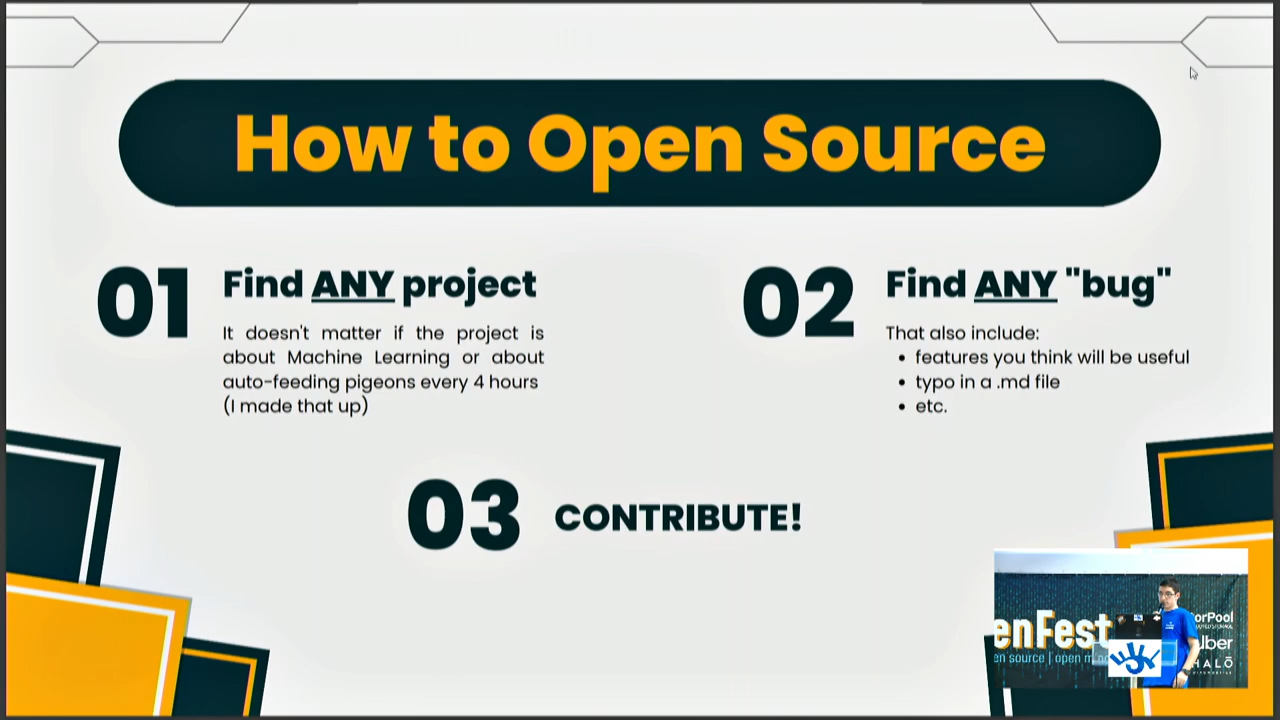 How to Open Source
01
Find ANY project
It doesn't matter if the project is
about Machine Learning or about
auto-feeding pigeons every 4 hours
(I made that up)
02
Find ANY "bug"
That also include:
• features you think will be useful
• typo in a .md file
• etc.
03
CONTRIBUTE!
enFest
en source | open m
orPool
HALŌ